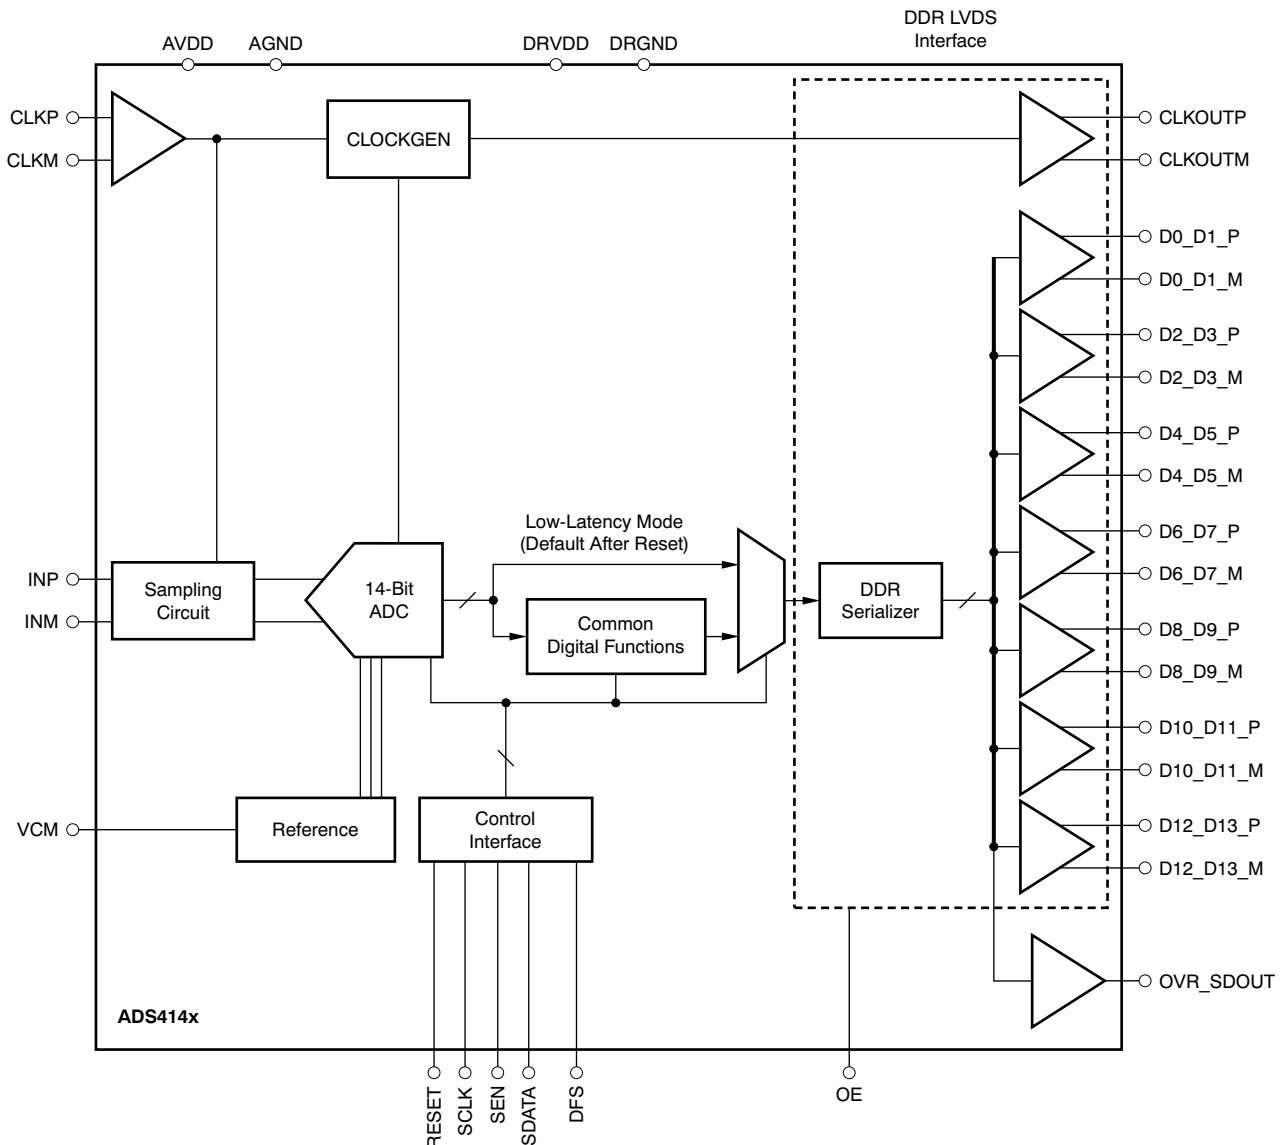 DDR LVDS
Interface
AVDD
AGND
DRVDD
DRGND
CLKP
CLKM
CLOCKGEN
CLKOUTP
CLKOUTM
D0_D1_P
D0_D1_M
D2_D3_P
D2_D3_M
D4_D5_P
D4_D5_M
Low-Latency Mode
(Default After Reset)
D6_D7_P
D6_D7_M
INP
INM
Sampling
Circuit
14-Bit
ADC
Common
Digital Functions
DDR
Serializer
D8_D9_P
D8_D9_M
D10_D11_P
D10_D11_M
VCM
Reference
Control
Interface
D12_D13_P
D12_D13_M
OVR_SDOUT
ADS414x
RESET
SCLK
SEN
SDATA
DFS
OE